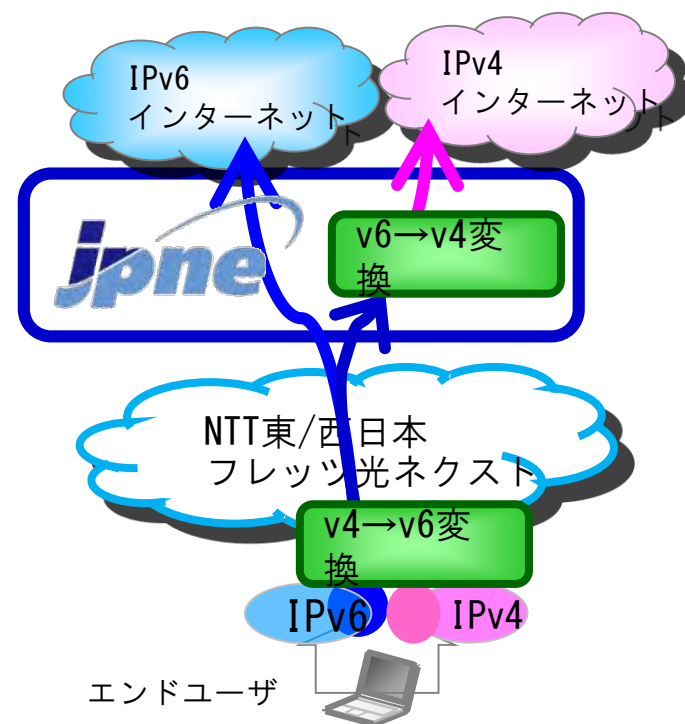 IPv6
インターネット
IPv4
インターネット
jpne
v6→v4変
換
NTT東/西日本
フレッツ光ネクスト
v4→v6変
換
IPv6
IPv4
エンドユーザ